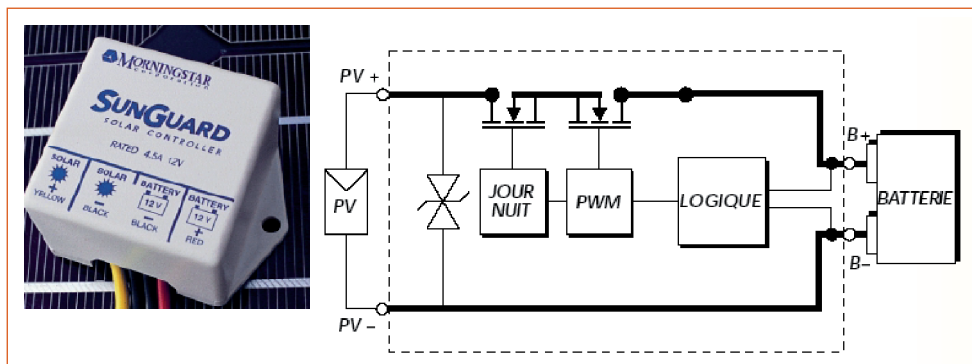 MORNINGSTAR
CORPORATION
SUNGUARD
SOLAR CONTROLLER
RATED 4.5A 12V
SOLAR
+
YELLOW
SOLAR
−
BLACK
BATTERY
12 V
−
BLACK
BATTERY
12 V
+
RED
PV +
PV
PV −
JOUR
NUIT
PWM
LOGIQUE
B+
BATTERIE
B−